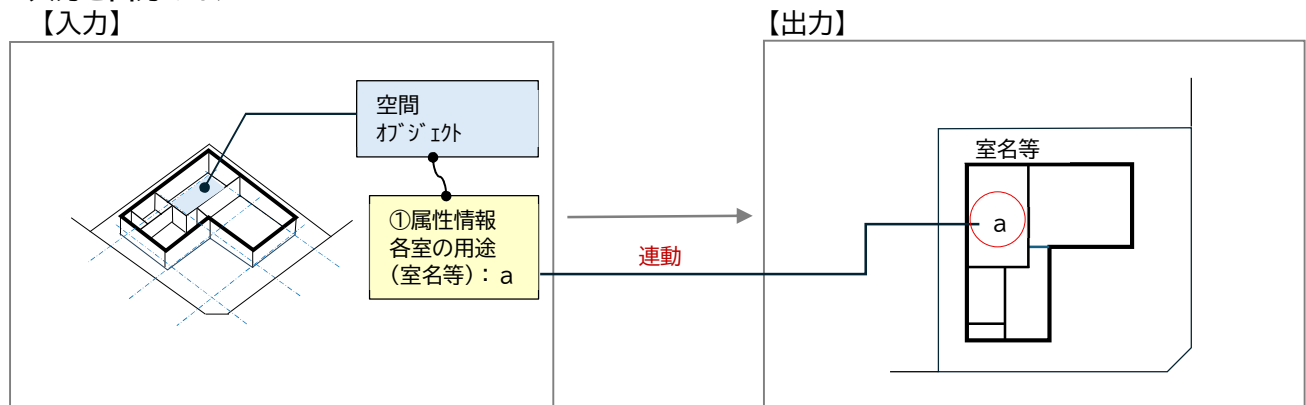 【入力】
【出力】
空間
ｵﾌﾞｼﾞｪｸﾄ
①属性情報
各室の用途
（室名等）：a
連動
室名等
a